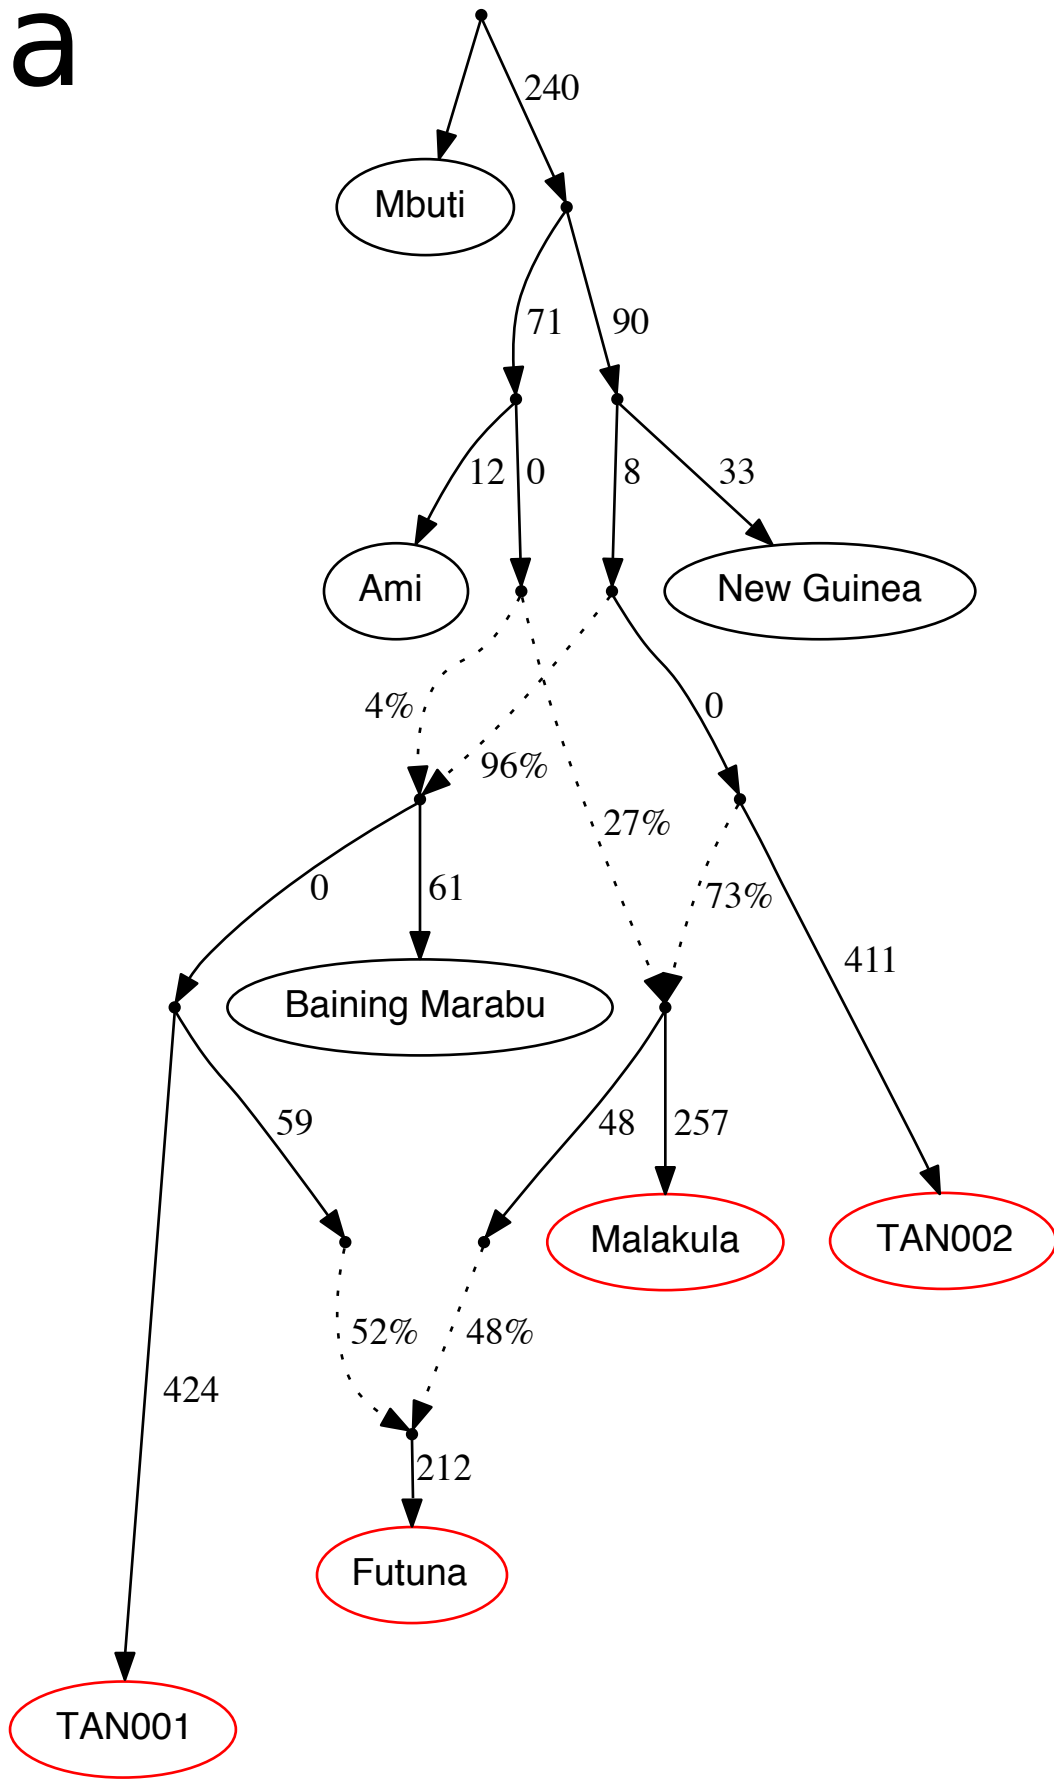 a
240
Mbuti
71 90
12 0 8 33
Ami New Guinea
4% 0
96%
27%
73%
0 61
411
Baining Marabu
59 48 257
Malakula TAN002
52% 48%
424
212
Futuna
TAN001